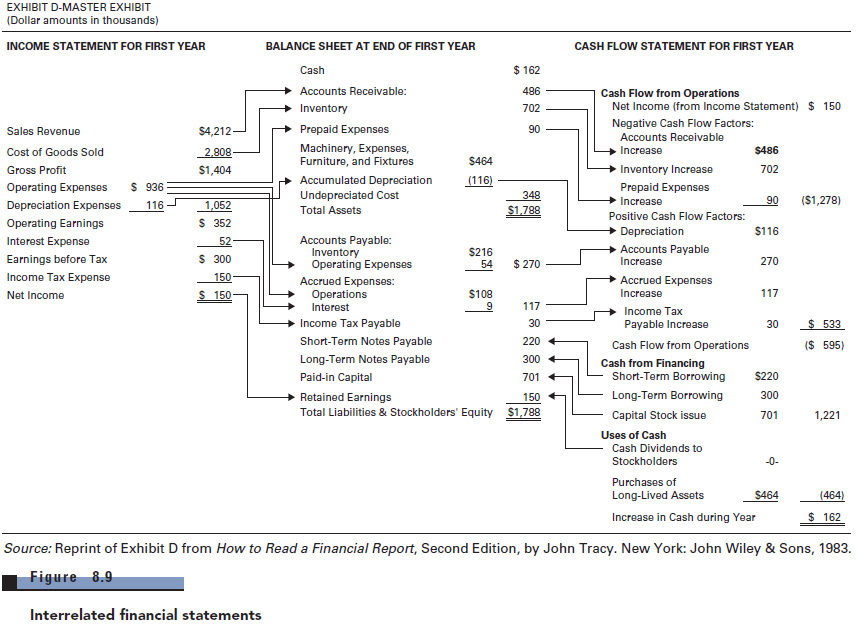 EXHIBIT D-MASTER EXHIBIT
(Dollar amounts in thousands)
INCOME STATEMENT FOR FIRST YEAR
Sales Revenue $4,212
Cost of Goods Sold 2,808
Gross Profit $1,404
Operating Expenses $ 936
Depreciation Expenses 116 1,052
Operating Earnings $ 352
Interest Expense 52
Earnings before Tax $ 300
Income Tax Expense 150
Net Income $ 150
BALANCE SHEET AT END OF FIRST YEAR
Cash $ 162
Accounts Receivable: 486
Inventory 702
Prepaid Expenses 90
Machinery, Expenses,
Furniture, and Fixtures $464
Accumulated Depreciation (116)
Undepreciated Cost 348
Total Assets $1,788
Accounts Payable:
Inventory $216
Operating Expenses 54 $ 270
Accrued Expenses:
Operations $108
Interest 9 117
Income Tax Payable 30
Short-Term Notes Payable 220
Long-Term Notes Payable 300
Paid-in Capital 701
Retained Earnings 150
Total Liabilities & Stockholders' Equity $1,788
CASH FLOW STATEMENT FOR FIRST YEAR
Cash Flow from Operations
Net Income (from Income Statement) $ 150
Negative Cash Flow Factors:
Accounts Receivable
Increase $486
Inventory Increase 702
Prepaid Expenses
Increase 90 ($1,278)
Positive Cash Flow Factors:
Depreciation $116
Accounts Payable
Increase 270
Accrued Expenses
Increase 117
Income Tax
Payable Increase 30 $ 533
Cash Flow from Operations ($ 595)
Cash from Financing
Short-Term Borrowing $220
Long-Term Borrowing 300
Capital Stock issue 701 1,221
Uses of Cash
Cash Dividends to
Stockholders -0-
Purchases of
Long-Lived Assets $464 (464)
Increase in Cash during Year $ 162
Source: Reprint of Exhibit D from How to Read a Financial Report, Second Edition, by John Tracy. New York: John Wiley & Sons, 1983.
Figure 8.9
Interrelated financial statements